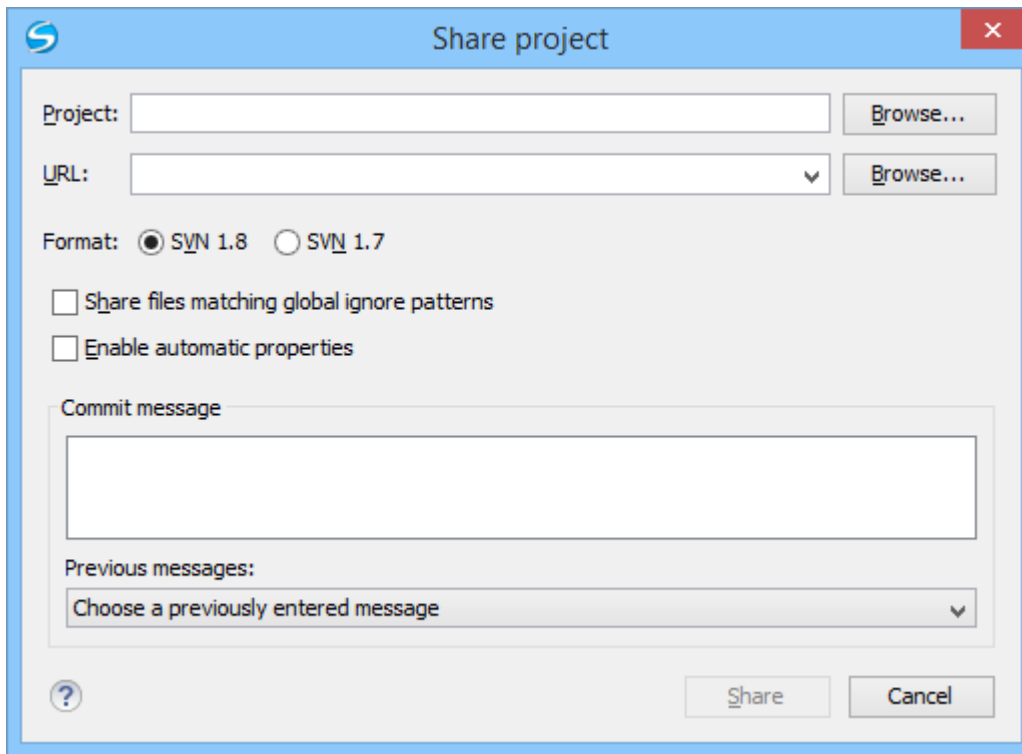 Share project
Project: Browse...
URL: Browse...
Format: SVN 1.8 SVN 1.7
Share files matching global ignore patterns
Enable automatic properties
Commit message
Previous messages:
Choose a previously entered message
? Share Cancel